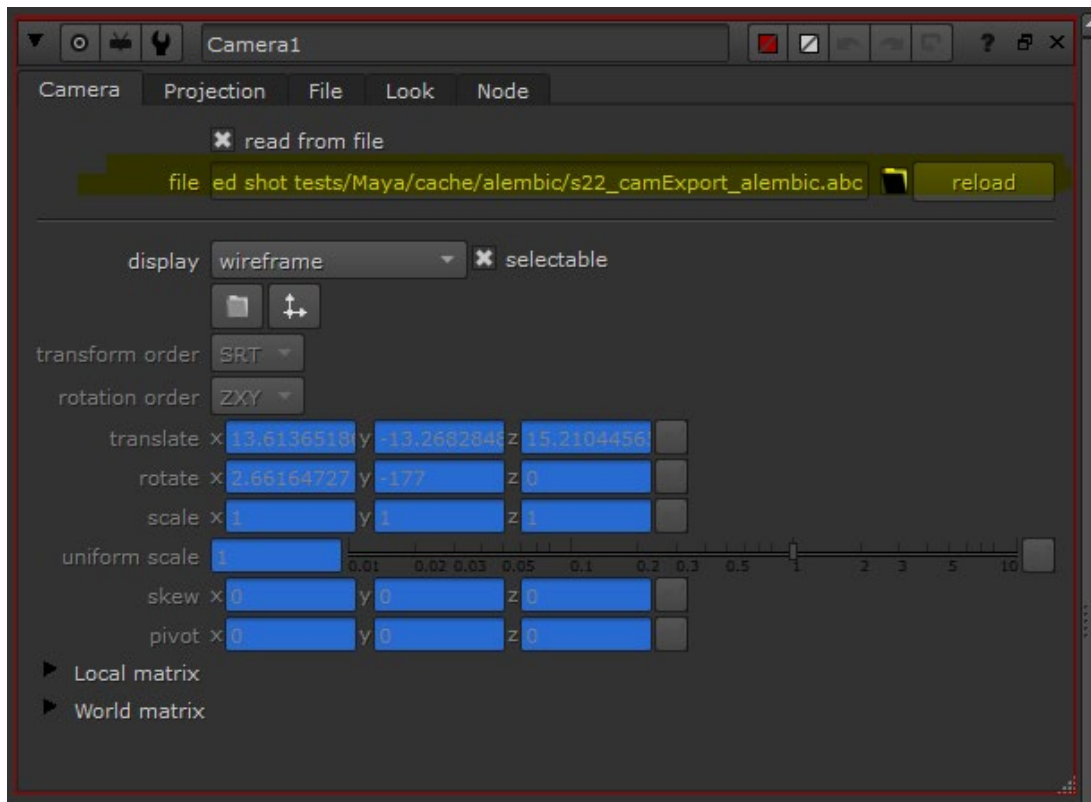 Camera1 ?
Camera Projection File Look Node
read from file
file ed shot tests/Maya/cache/alembic/s22_camExport_alembic.abc reload
display wireframe selectable
transform order SRT
rotation order ZXY
translate x 13.6136518 y -13.2682848 z 15.2104456
rotate x 2.66164727 y -177 z 0
scale x 1 y 1 z 1
uniform scale 1
0.01 0.02 0.03 0.05 0.1 0.2 0.3 0.5 1 2 3 5 10
skew x 0 y 0 z 0
pivot x 0 y 0 z 0
Local matrix
World matrix